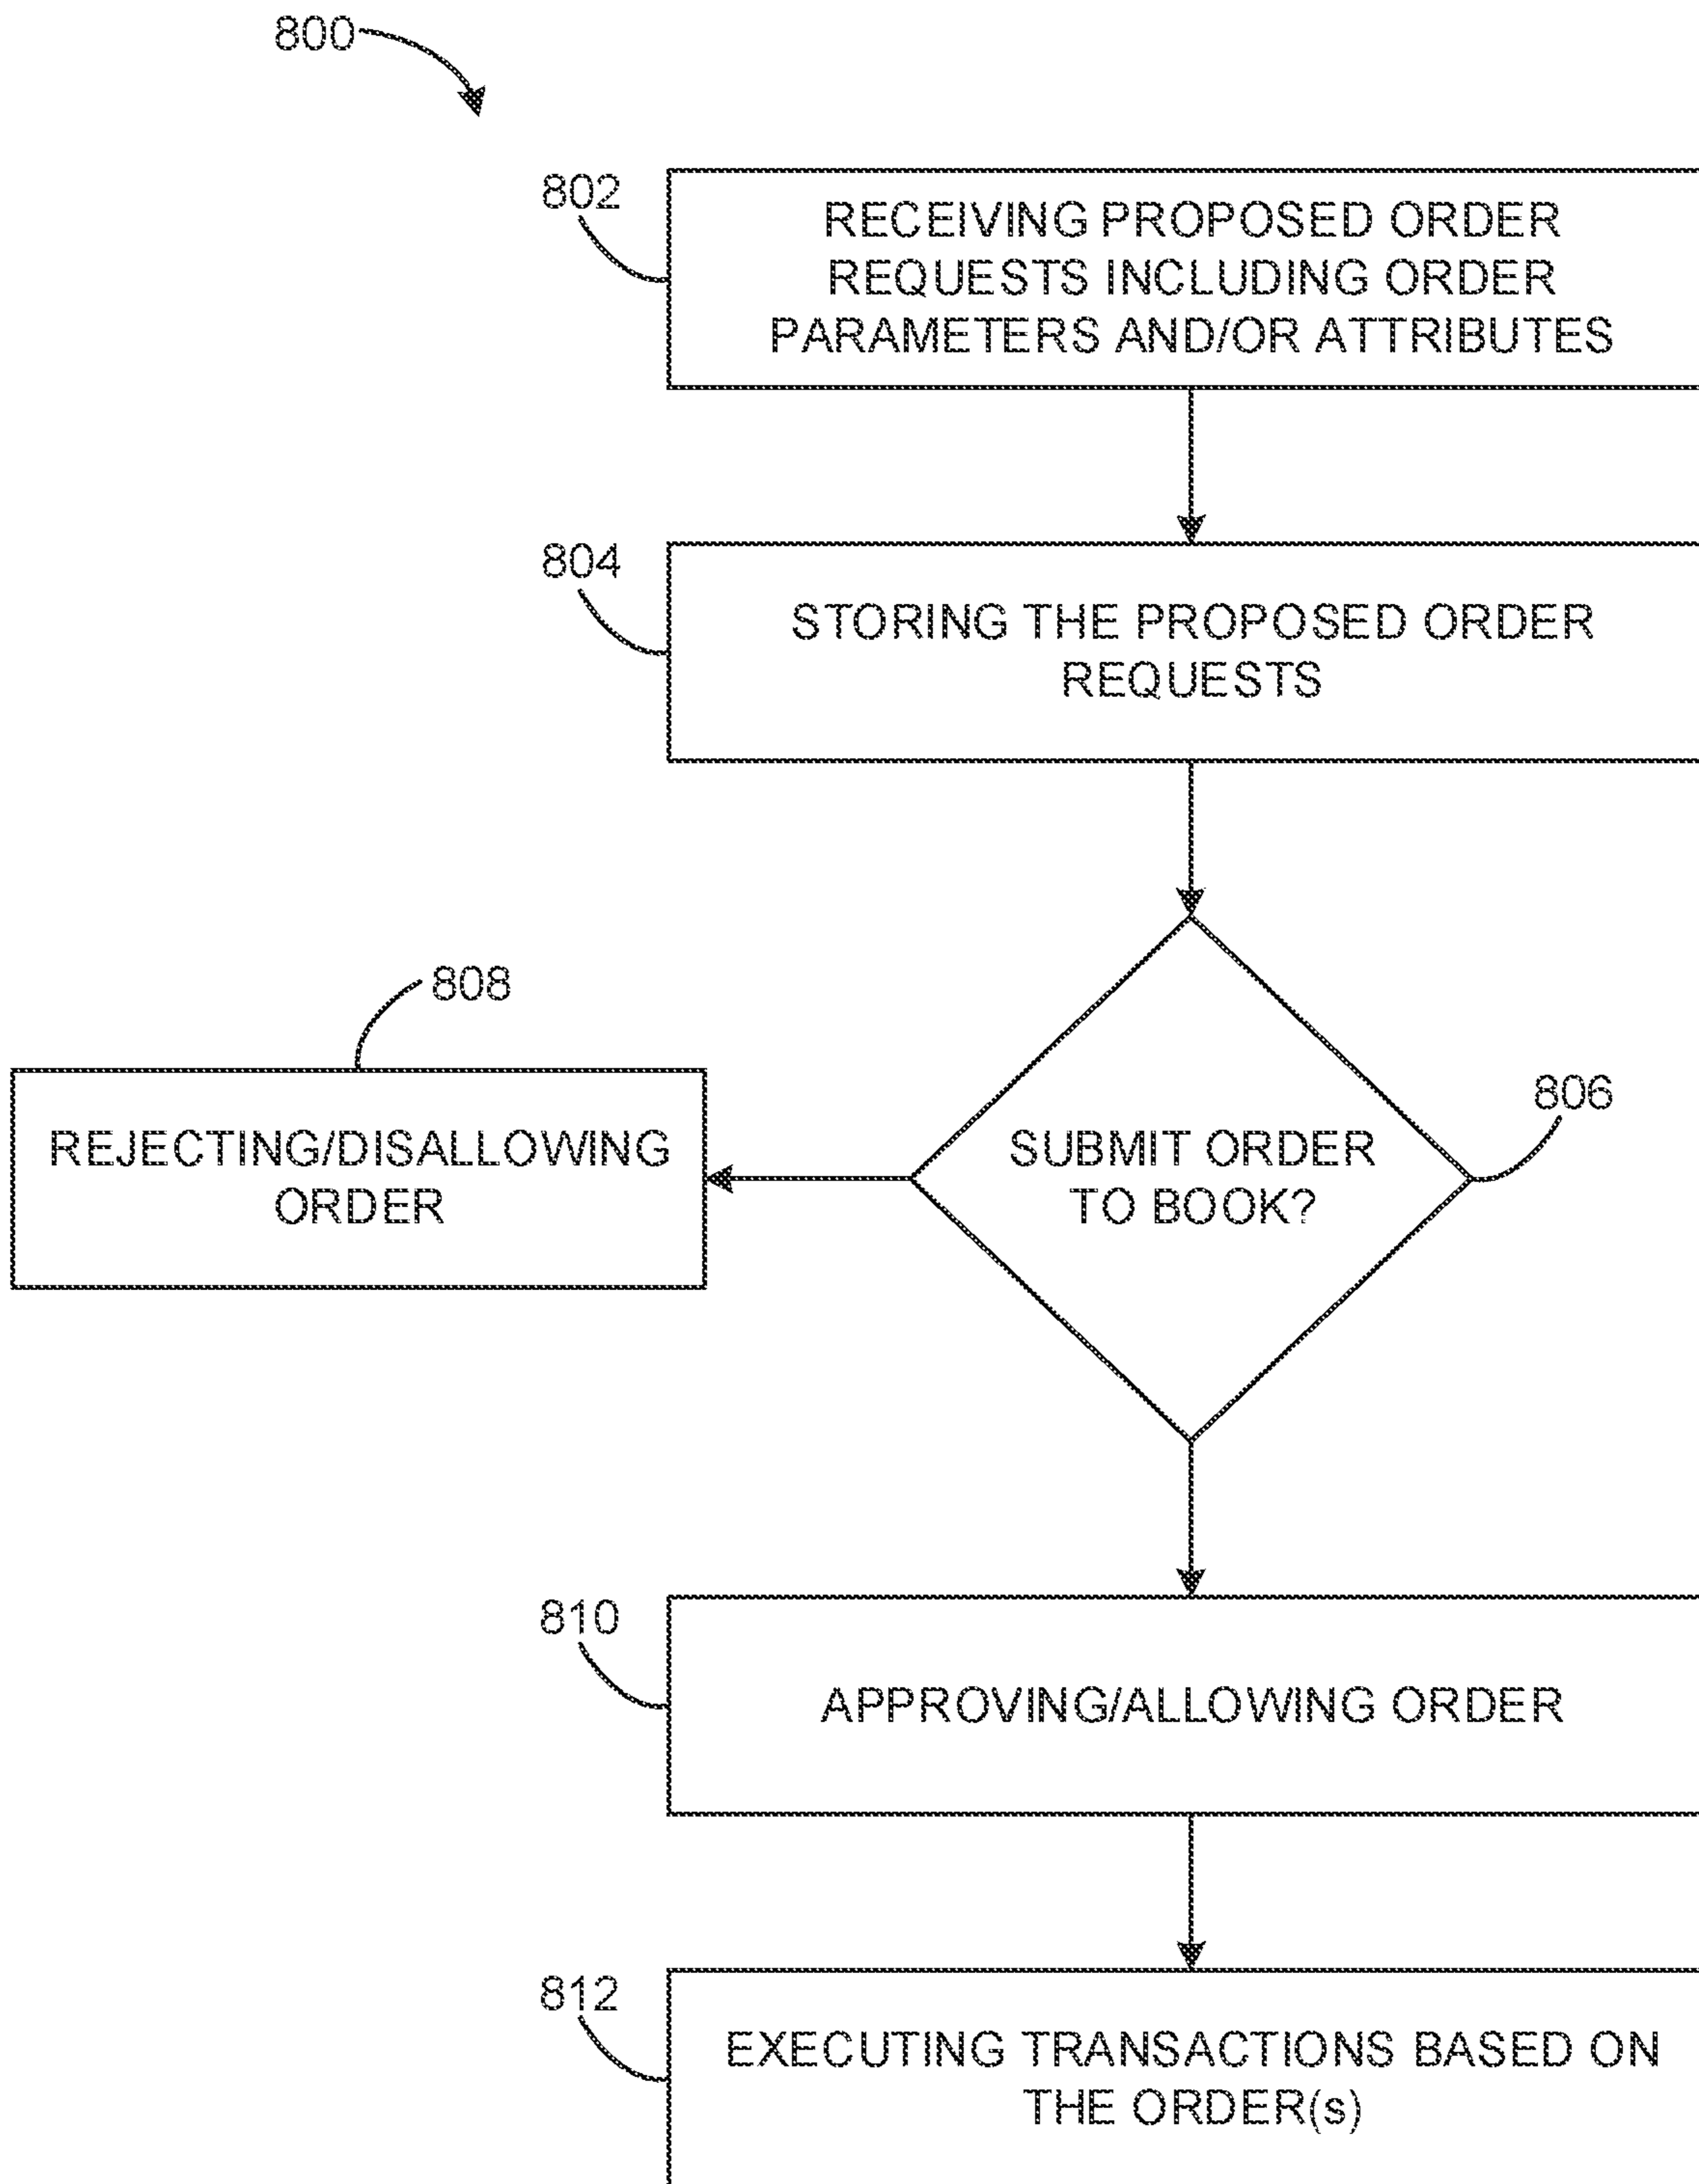 800
802
RECEIVING PROPOSED ORDER
REQUESTS INCLUDING ORDER
PARAMETERS AND/OR ATTRIBUTES
804
STORING THE PROPOSED ORDER
REQUESTS
808
REJECTING/DISALLOWING
ORDER
806
SUBMIT ORDER
TO BOOK?
810
APPROVING/ALLOWING ORDER
812
EXECUTING TRANSACTIONS BASED ON
THE ORDER(s)